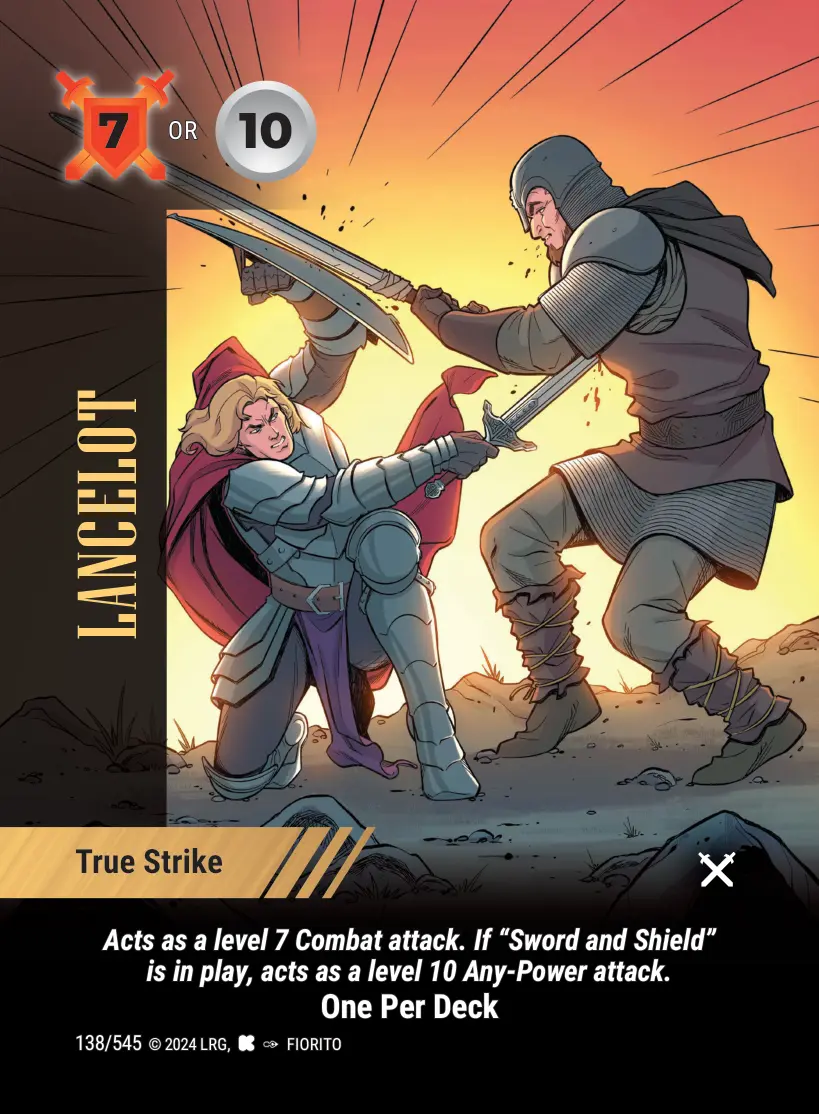 7 OR 10
LANCELOT
True Strike
Acts as a level 7 Combat attack. If “Sword and Shield”
is in play, acts as a level 10 Any-Power attack.
One Per Deck
138/545 © 2024 LRG, FIORITO